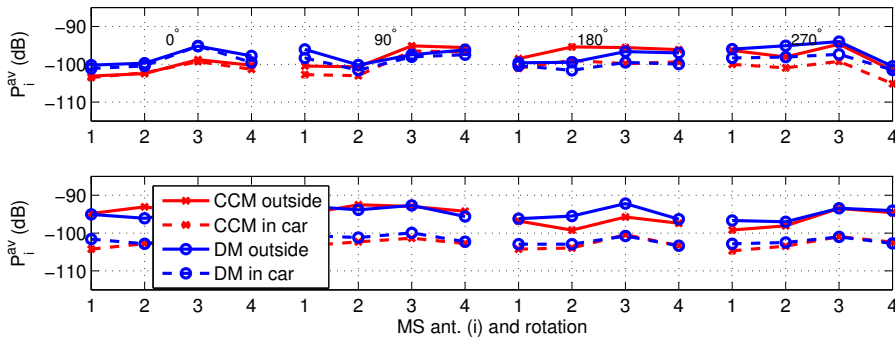 P_i^av (dB)
−90
−100
−110
0° 90° 180° 270°
1 2 3 4 1 2 3 4 1 2 3 4 1 2 3 4
P_i^av (dB)
−90
−100
−110
CCM outside
CCM in car
DM outside
DM in car
1 2 3 4 1 2 3 4 1 2 3 4 1 2 3 4
MS ant. (i) and rotation